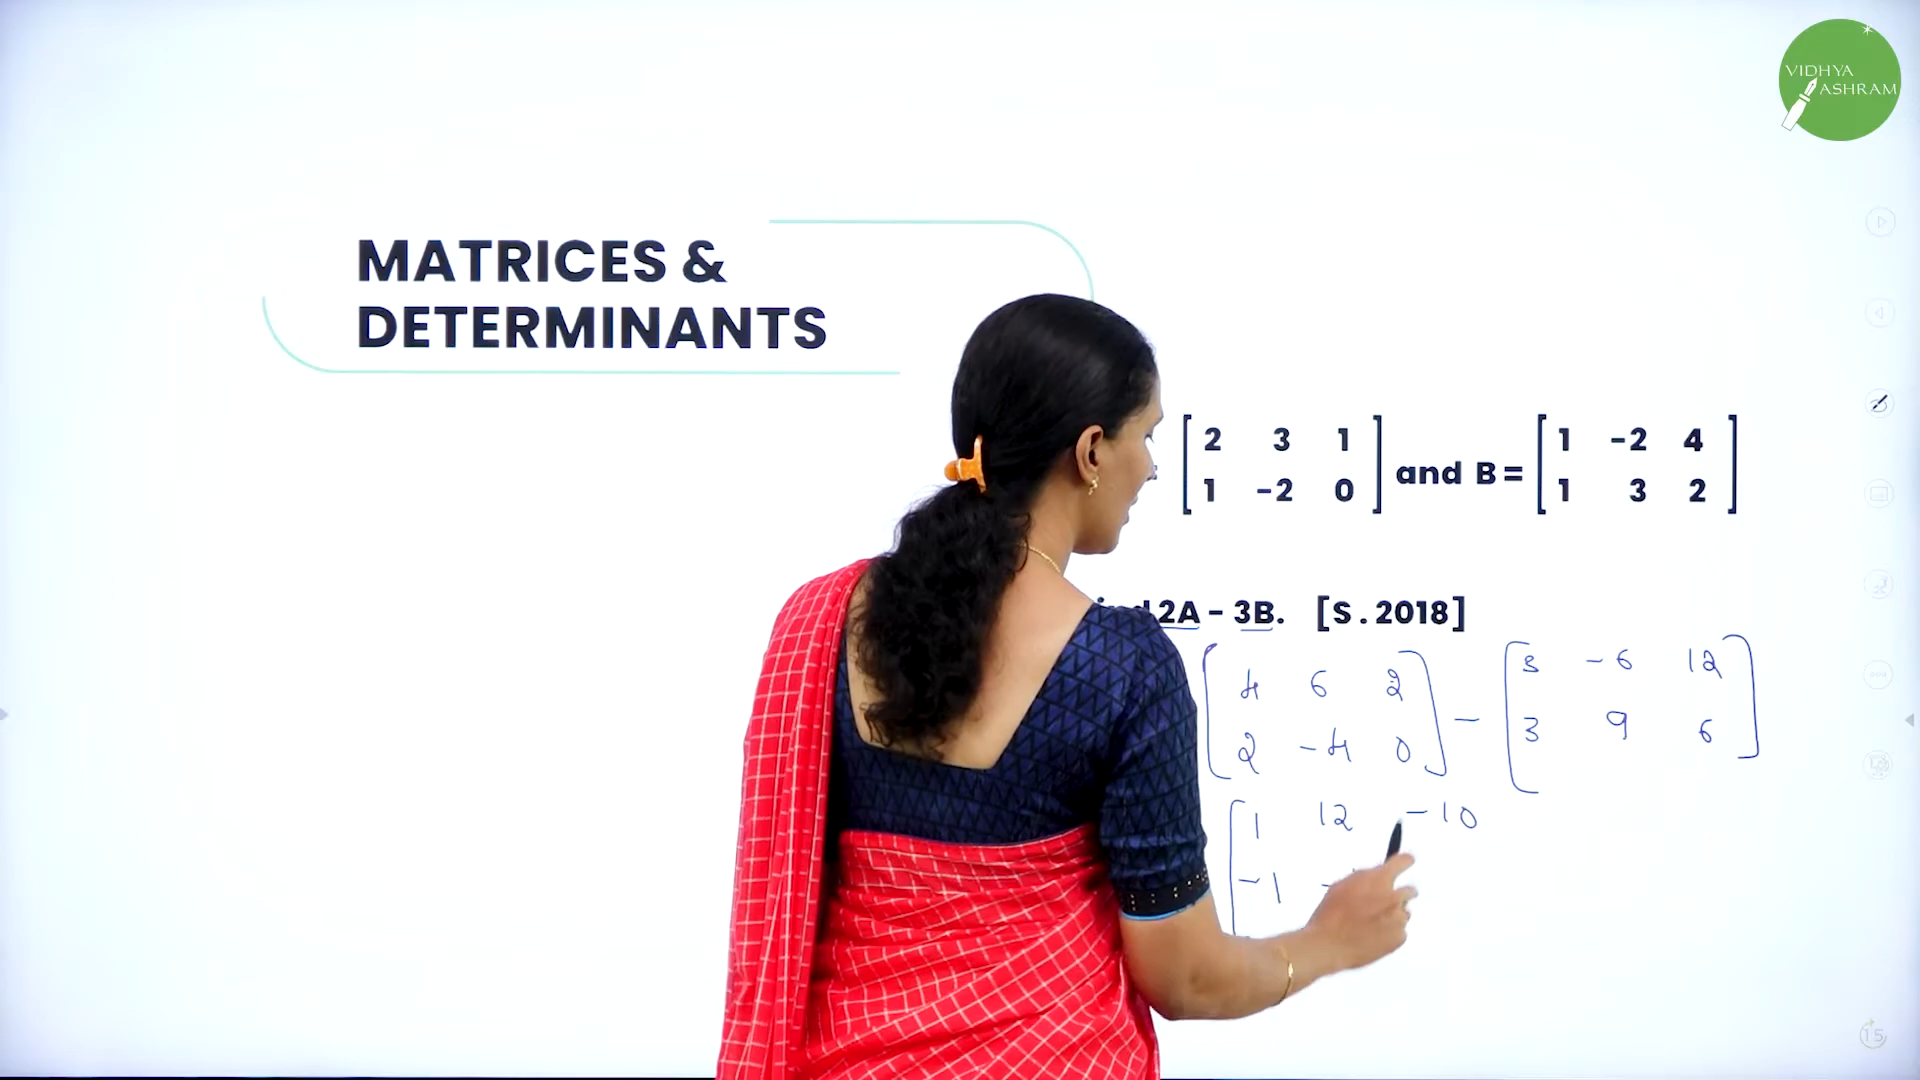 VIDHYA
ASHRAM
MATRICES &
DETERMINANTS
= [ 2 3 1 ] and B = [ 1 -2 4 ]
[ 1 -2 0 ] [ 1 3 2 ]
2A - 3B. [S . 2018]
[ 4 6 2 ] - [ 3 -6 12 ]
[ 2 -4 0 ] [ 3 9 6 ]
[ 1 12 -10
-1 -
15